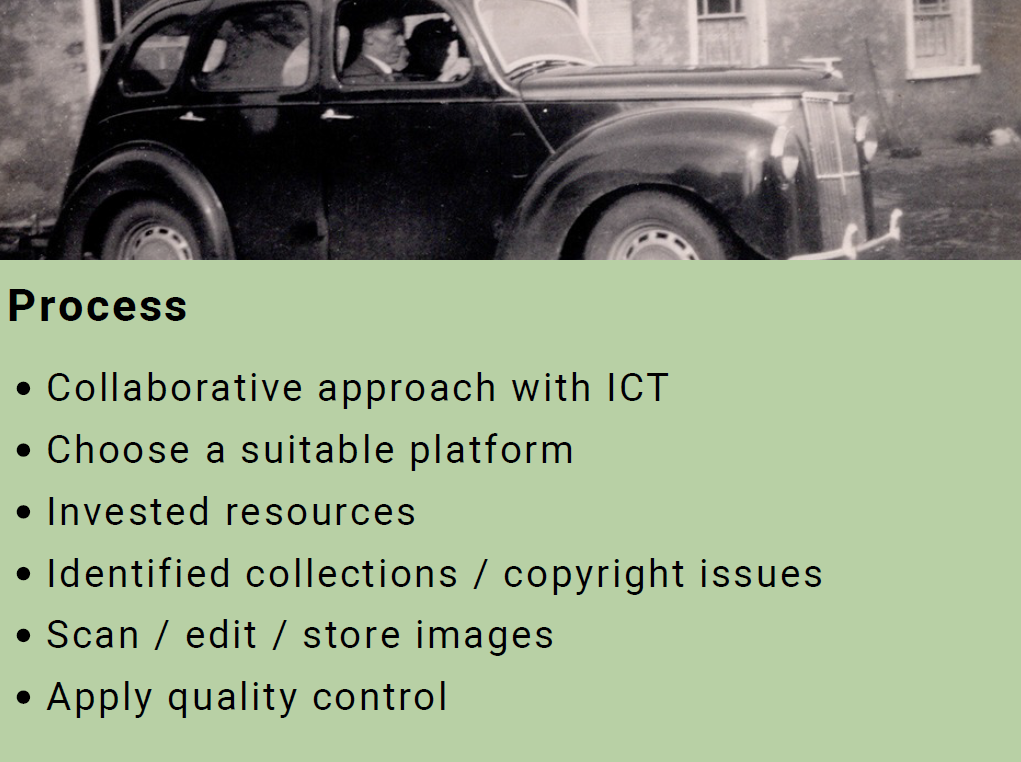 Process
• Collaborative approach with ICT
• Choose a suitable platform
• Invested resources
• Identified collections / copyright issues
• Scan / edit / store images
• Apply quality control